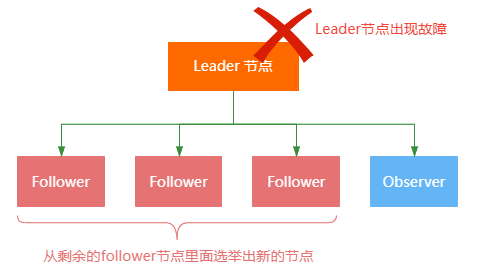 Leader节点出现故障
Leader 节点
Follower
Follower
Follower
Observer
从剩余的follower节点里面选举出新的节点